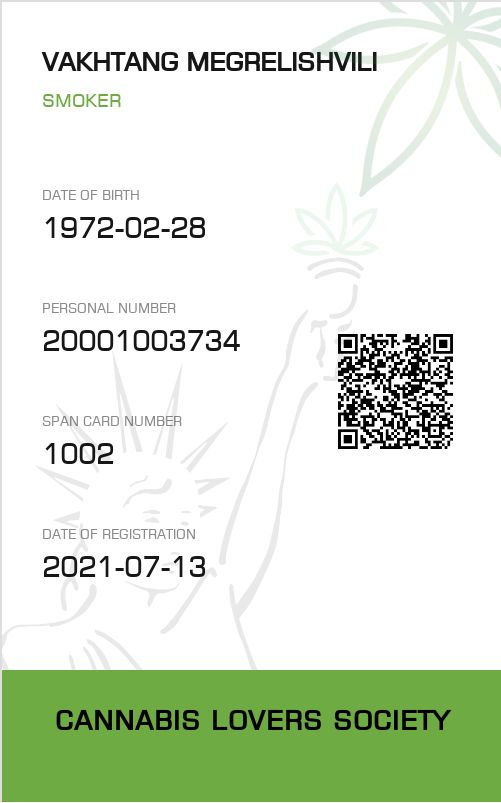 VAKHTANG MEGRELISHVILI
SMOKER
DATE OF BIRTH
1972-02-28
PERSONAL NUMBER
20001003734
SPAN CARD NUMBER
1002
DATE OF REGISTRATION
2021-07-13
CANNABIS LOVERS SOCIETY